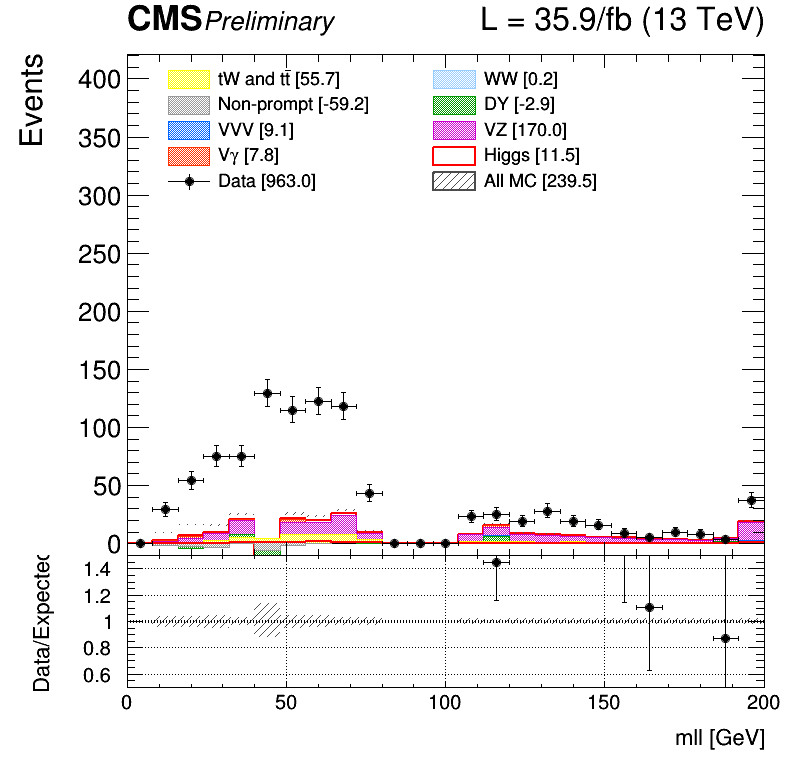 CMS Preliminary L = 35.9/fb (13 TeV)
Events
400
350
300
250
200
150
100
50
0
tW and tt̄ [55.7]
Non-prompt [-59.2]
VVV [9.1]
Vγ [7.8]
Data [963.0]
WW [0.2]
DY [-2.9]
VZ [170.0]
Higgs [11.5]
All MC [239.5]
Data/Expected
1.4
1.2
1
0.8
0.6
0 50 100 150 200
mll [GeV]